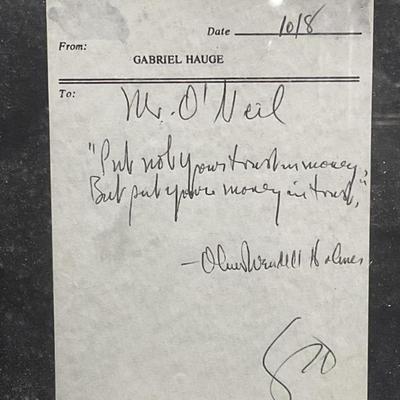 Date 10/8
From:
GABRIEL HAUGE
To:
Mr. O'Neil
"Put not your trust in money,
But put your money in trust."
— Oliver Wendell Holmes
GH